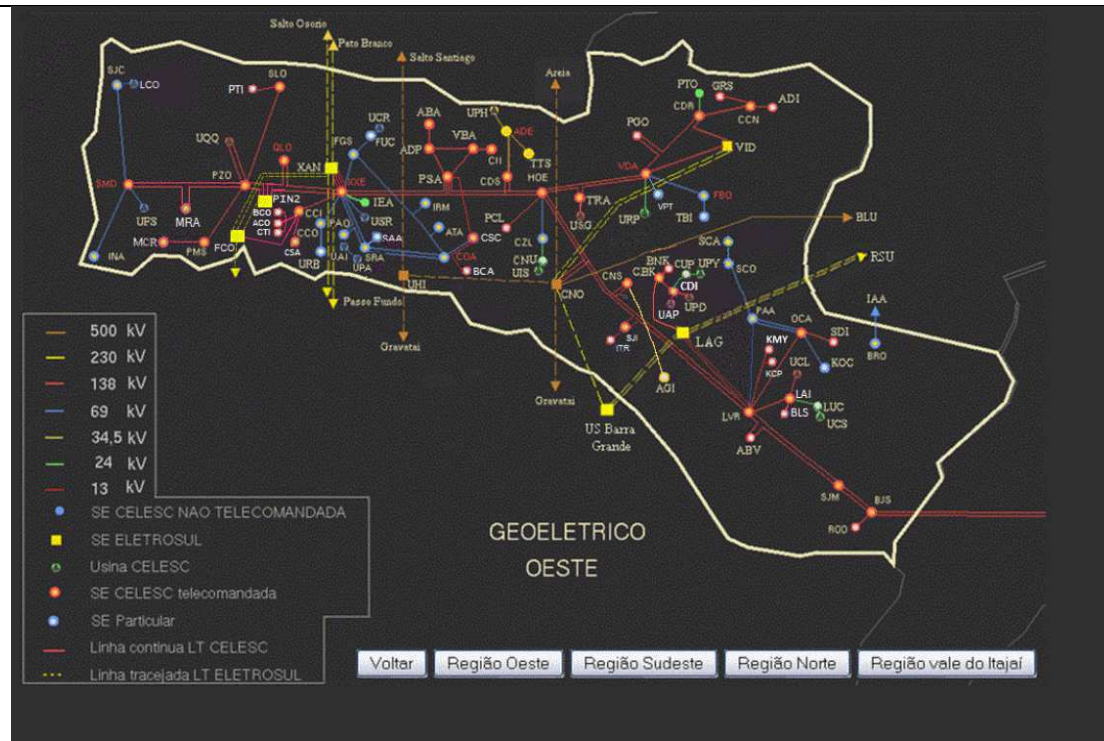 Salto Osorio
Pato Branco
Salto Santiago
Areia
SJC
LCO
PTI
SLO
UCR
FUC
FGS
ABA
UPH
ADE
VBA
ADP
CII
TTS
PGO
PTO
GRS
CDR
CCN
ADI
VID
UQQ
QLO
XAN
PSA
CDS
HOE
VDA
SMD
PZO
SXE
IEA
TRA
FBO
UFS
MRA
PIN2
BCO
ACO
CTI
CCI
PAO
USR
IRM
PCL
USG
URP
VPT
TBI
BLU
MCR
PMS
FCO
CCO
CSA
URB
UAI
UPA
SAA
SRA
ATA
CSC
COA
BCA
CZL
CNU
UIS
SCA
INA
UHI
CNO
CNS
BNK
CBK
CUP
UPY
CDI
UPD
UAP
SCO
RSU
Passo Fundo
SJI
ITR
LAG
PAA
OCA
SDI
IAA
BRO
KMY
KCP
UCL
KOC
Gravatai
Gravatai
AGI
US Barra
Grande
LVR
LAI
BLS
LUC
UCS
ABV
SJM
BJS
ROD
500 kV
230 kV
138 kV
69 kV
34,5 kV
24 kV
13 kV
SE CELESC NAO TELECOMANDADA
SE ELETROSUL
Usina CELESC
SE CELESC telecomandada
SE Particular
Linha continua LT CELESC
Linha tracejada LT ELETROSUL
GEOELETRICO
OESTE
Voltar
Região Oeste
Região Sudeste
Região Norte
Região vale do Itajaí